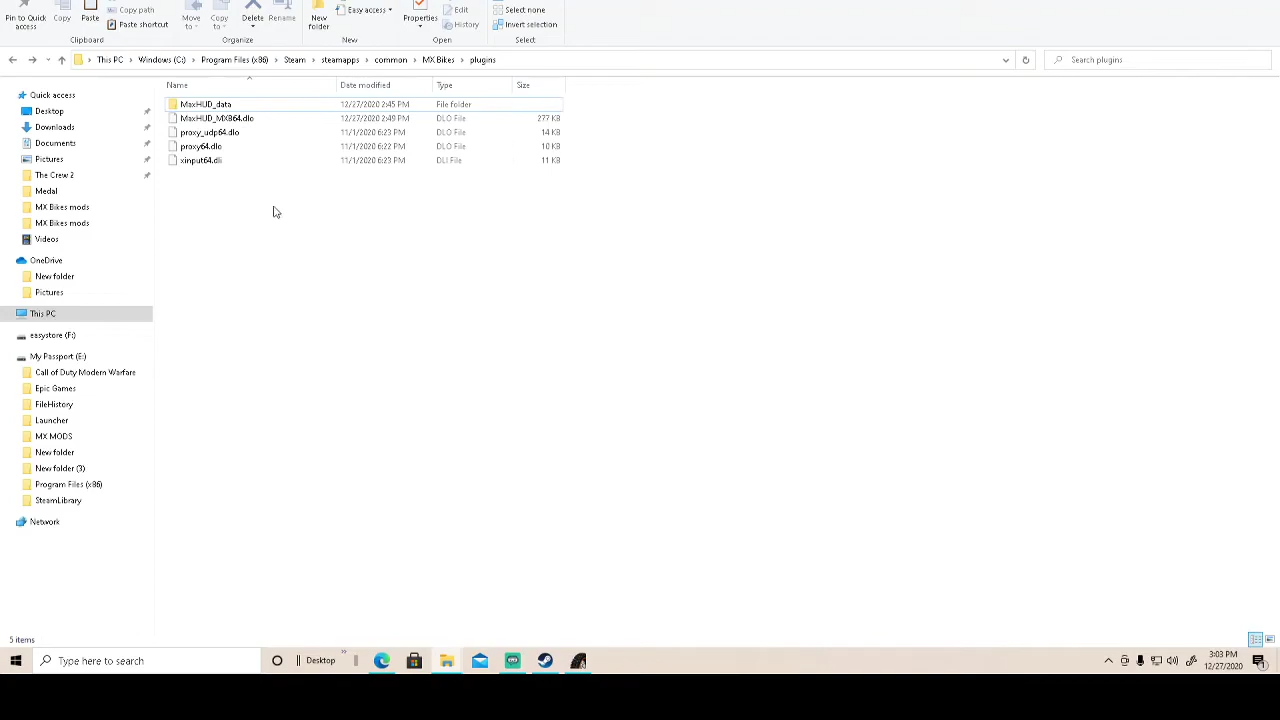 Pin to Quick access
Copy
Paste
Copy path
Paste shortcut
Clipboard
Move to
Copy to
Delete
Rename
Organize
New folder
Easy access
New
Properties
Edit
History
Open
Select none
Invert selection
Select
This PC > Windows (C:) > Program Files (x86) > Steam > steamapps > common > MX Bikes > plugins
Search plugins
Name Date modified Type Size
MaxHUD_data 12/27/2020 2:45 PM File folder
MaxHUD_MXB64.dlo 12/27/2020 2:49 PM DLO File 277 KB
proxy_udp64.dlo 11/1/2020 6:23 PM DLO File 14 KB
proxy64.dlo 11/1/2020 6:22 PM DLO File 10 KB
xinput64.dli 11/1/2020 6:23 PM DLI File 11 KB
Quick access
Desktop
Downloads
Documents
Pictures
The Crew 2
Medal
MX Bikes mods
MX Bikes mods
Videos
OneDrive
New folder
Pictures
This PC
easystore (F:)
My Passport (E:)
Call of Duty Modern Warfare
Epic Games
FileHistory
Launcher
MX MODS
New folder
New folder (3)
Program Files (x86)
SteamLibrary
Network
5 items
Type here to search
Desktop
3:03 PM
12/27/2020